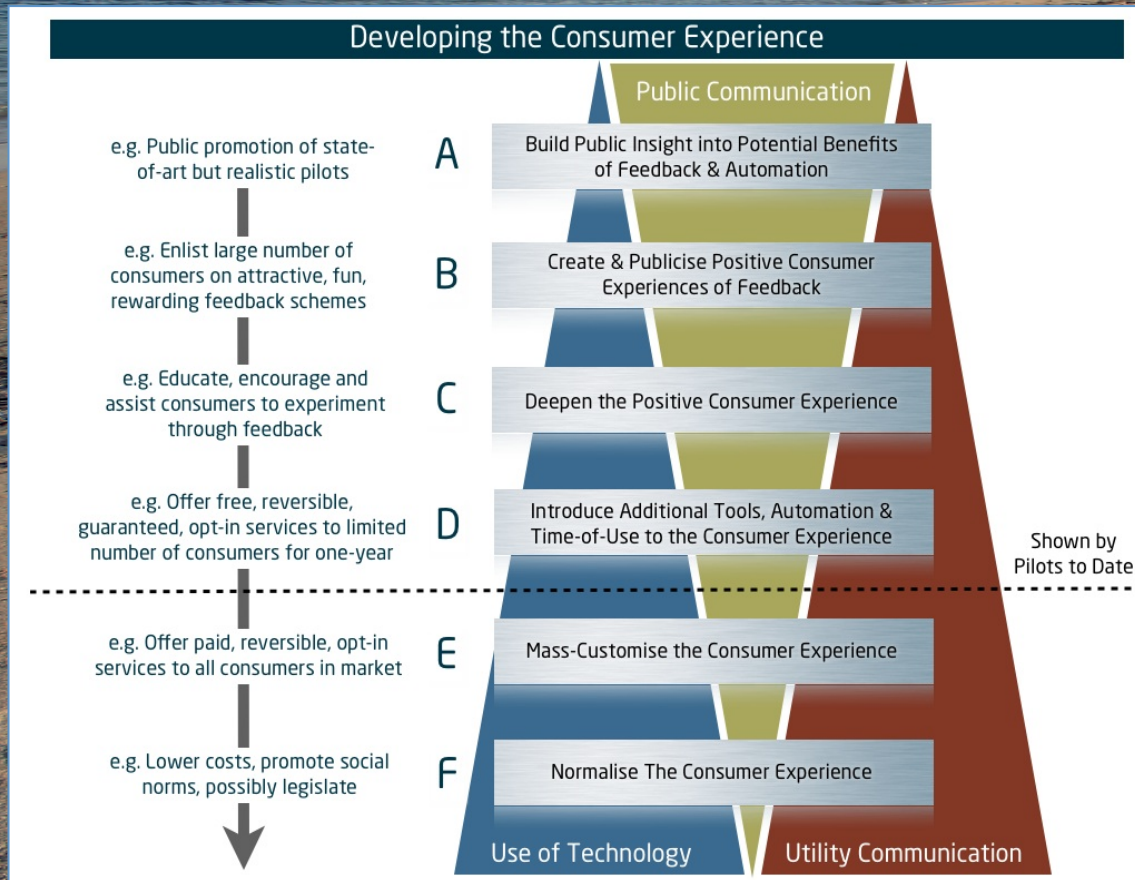 Developing the Consumer Experience
Public Communication
e.g. Public promotion of state-
of-art but realistic pilots
A
Build Public Insight into Potential Benefits
of Feedback & Automation
e.g. Enlist large number of
consumers on attractive, fun,
rewarding feedback schemes
B
Create & Publicise Positive Consumer
Experiences of Feedback
e.g. Educate, encourage and
assist consumers to experiment
through feedback
C
Deepen the Positive Consumer Experience
e.g. Offer free, reversible,
guaranteed, opt-in services to limited
number of consumers for one-year
D
Introduce Additional Tools, Automation &
Time-of-Use to the Consumer Experience
Shown by
Pilots to Date
e.g. Offer paid, reversible, opt-in
services to all consumers in market
E
Mass-Customise the Consumer Experience
e.g. Lower costs, promote social
norms, possibly legislate
F
Normalise The Consumer Experience
Use of Technology
Utility Communication